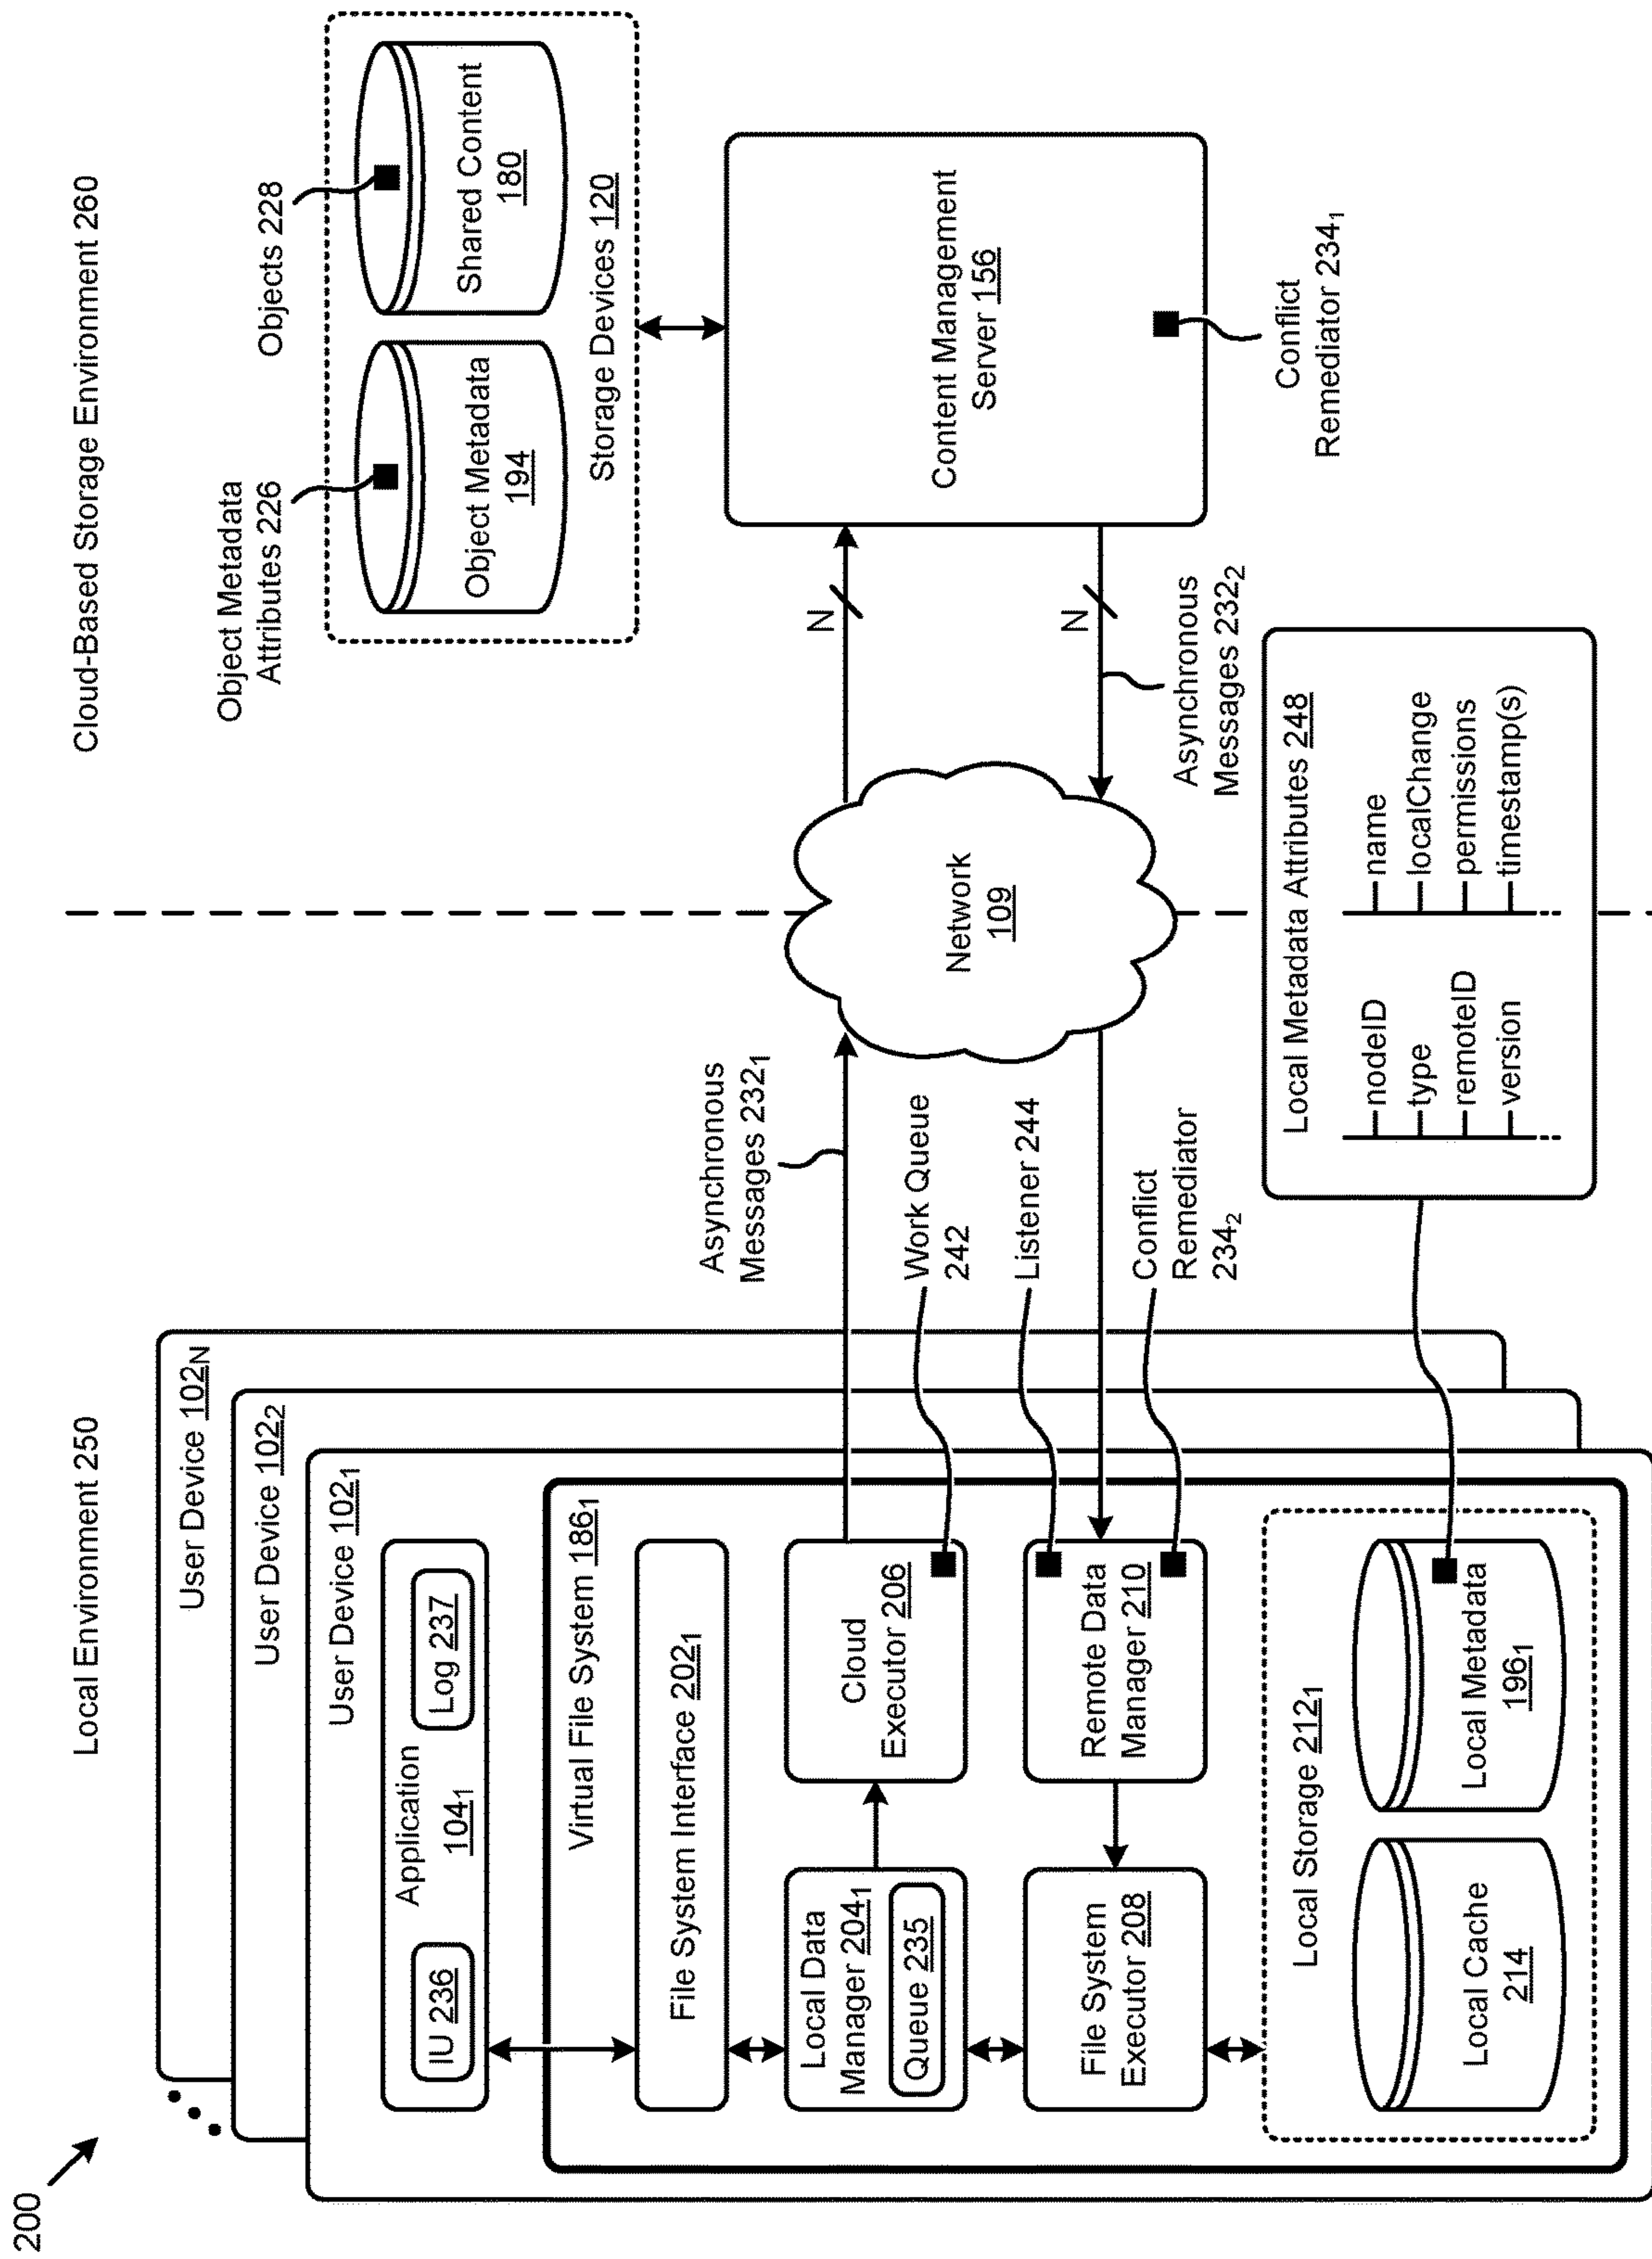 200
Local Environment 250
Cloud-Based Storage Environment 260
User Device 102N
User Device 1022
User Device 1021
Application
1041
IU 236
Log 237
Virtual File System 1861
File System Interface 2021
Local Data
Manager 2041
Queue 235
Cloud
Executor 206
File System
Executor 208
Remote Data
Manager 210
Local Storage 2121
Local Cache
214
Local Metadata
1961
Asynchronous
Messages 2321
Work Queue
242
Listener 244
Conflict
Remediator
2342
Network
109
N
N
Asynchronous
Messages 2322
Local Metadata Attributes 248
nodeID
type
remoteID
version
name
localChange
permissions
timestamp(s)
Object Metadata
Attributes 226
Objects 228
Object Metadata
194
Shared Content
180
Storage Devices 120
Content Management
Server 156
Conflict
Remediator 2341